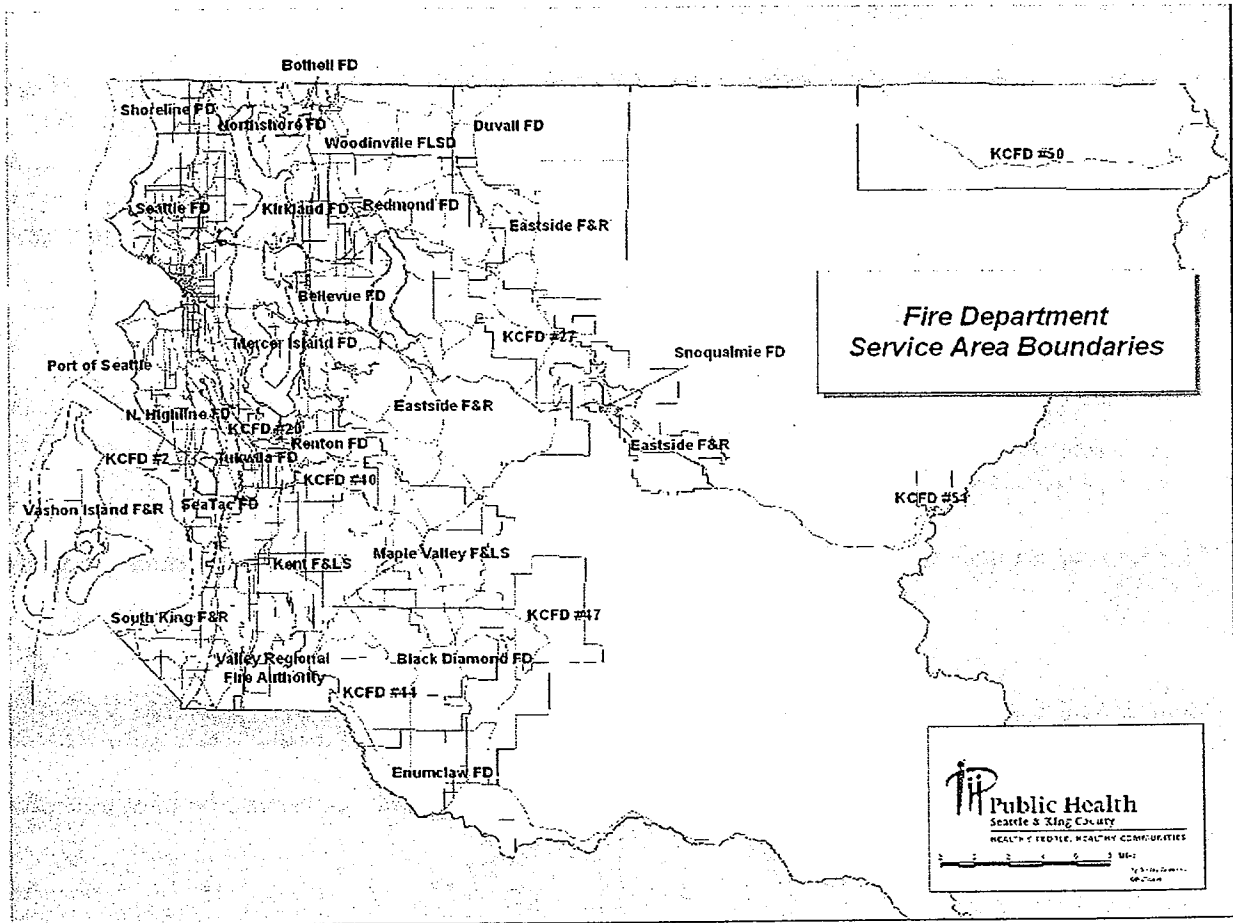 Bothell FD
Shoreline FD
Northshore FD
Duvall FD
Woodinville FLSD
KCFD #50
Seattle FD
Kirkland FD
Redmond FD
Eastside F&R
Bellevue FD
Fire Department
Service Area Boundaries
KCFD #27
Mercer Island FD
Snoqualmie FD
Port of Seattle
Eastside F&R
N. Highline FD
KCFD #20
Renton FD
Eastside F&R
KCFD #2
Tukwila FD
KCFD #40
KCFD #51
Vashon Island F&R
SeaTac FD
Maple Valley F&LS
Kent F&LS
South King F&R
KCFD #47
Valley Regional
Fire Authority
Black Diamond FD
KCFD #44
Enumclaw FD
Public Health
Seattle & King County
HEALTHY PEOPLE. HEALTHY COMMUNITIES